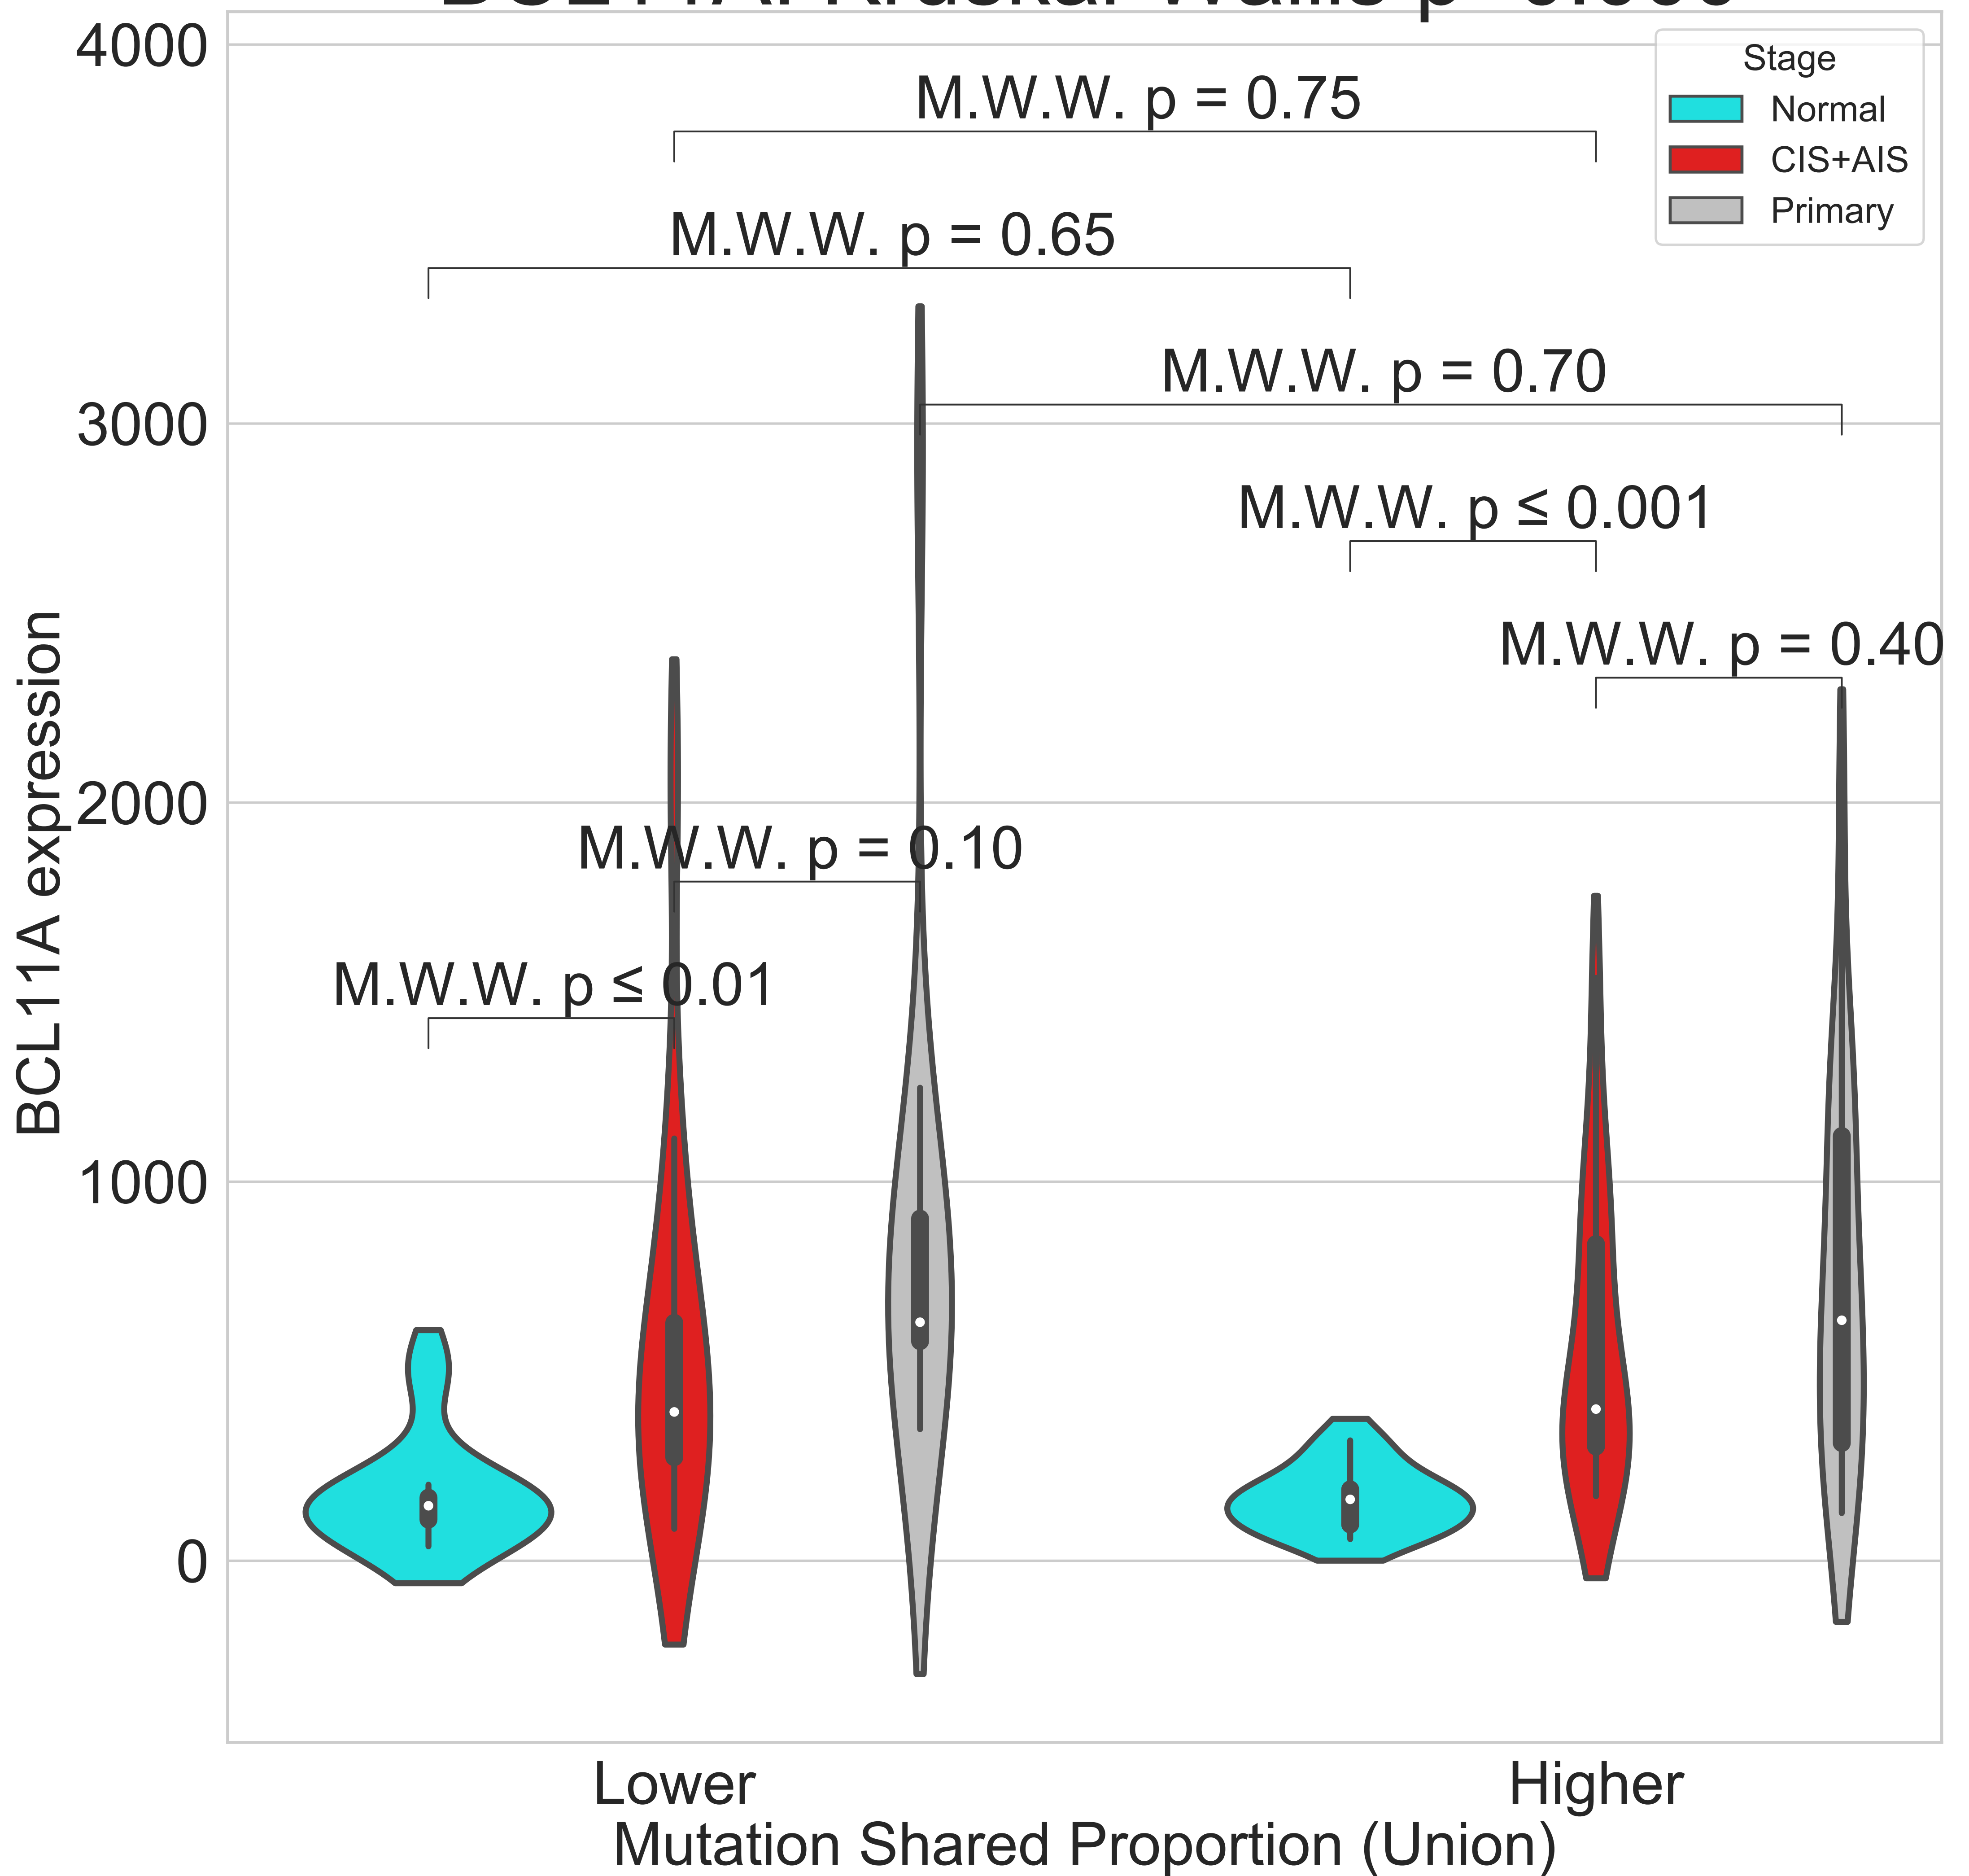 4000
3000
2000
1000
0
BCL11A expression
M.W.W. p = 0.75
M.W.W. p = 0.65
M.W.W. p = 0.70
M.W.W. p ≤ 0.001
M.W.W. p = 0.40
M.W.W. p = 0.10
M.W.W. p ≤ 0.01
Stage
Normal
CIS+AIS
Primary
Lower
Higher
Mutation Shared Proportion (Union)